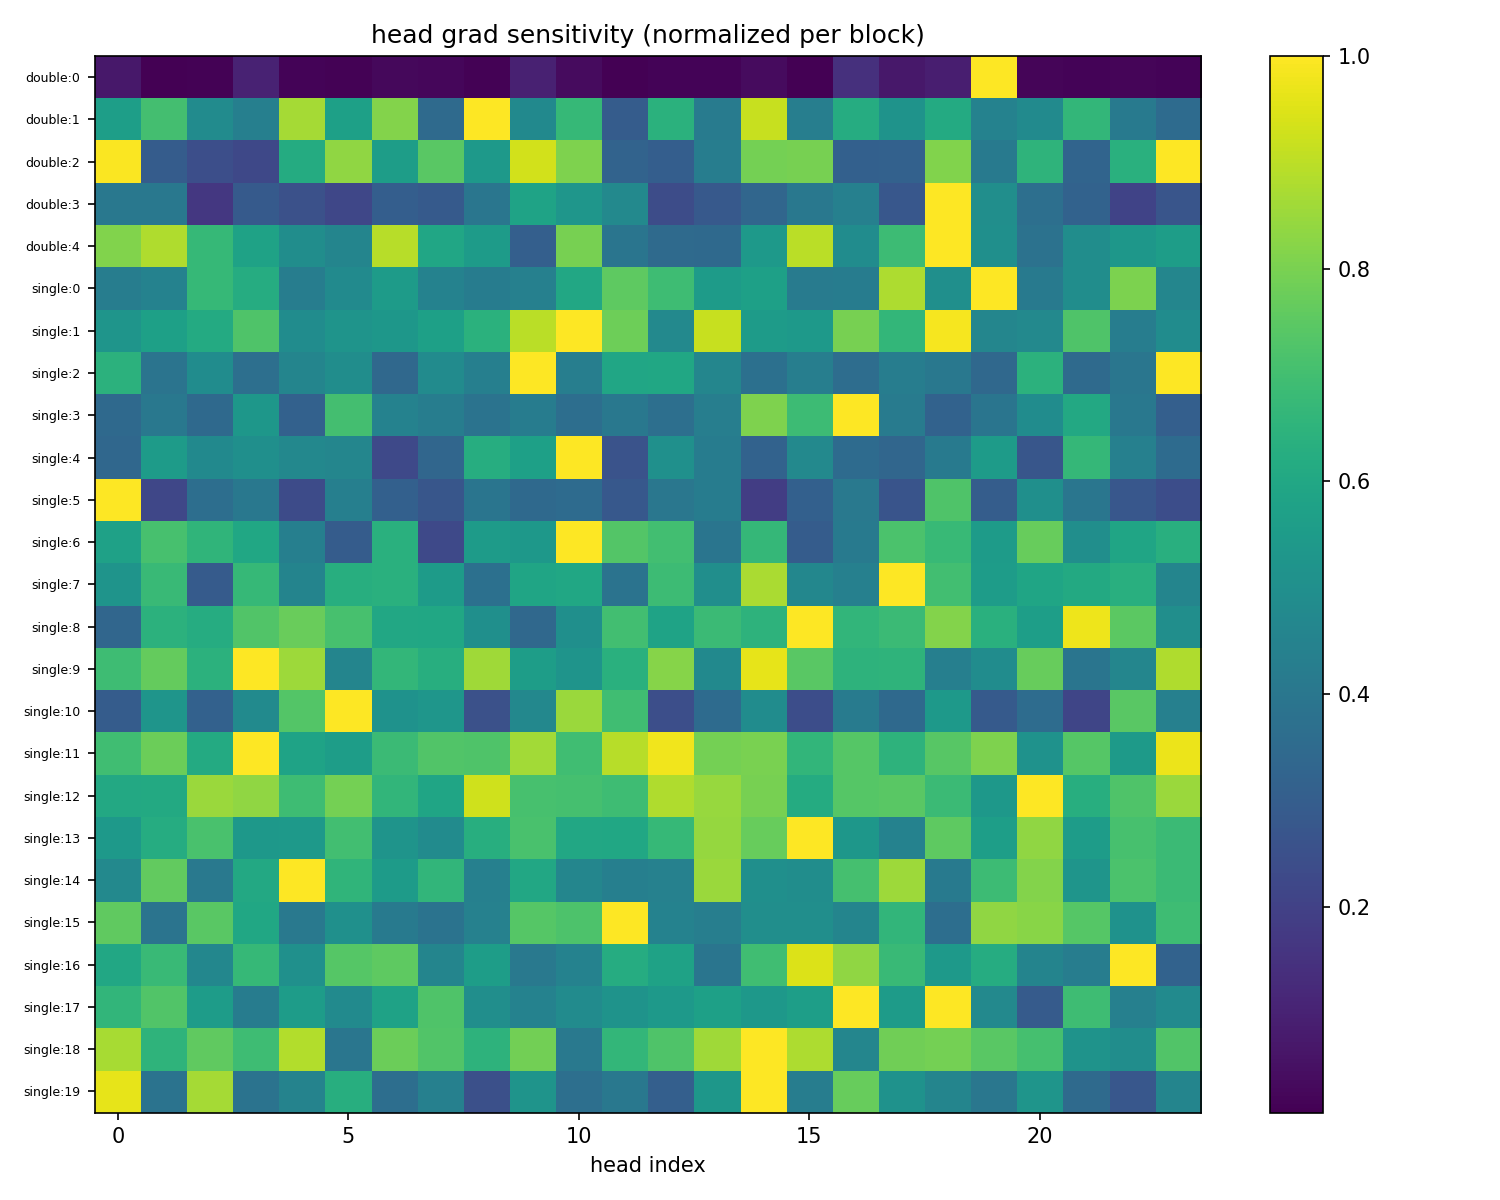 head grad sensitivity (normalized per block)
double:0
double:1
double:2
double:3
double:4
single:0
single:1
single:2
single:3
single:4
single:5
single:6
single:7
single:8
single:9
single:10
single:11
single:12
single:13
single:14
single:15
single:16
single:17
single:18
single:19
0 5 10 15 20
head index
1.0
0.8
0.6
0.4
0.2